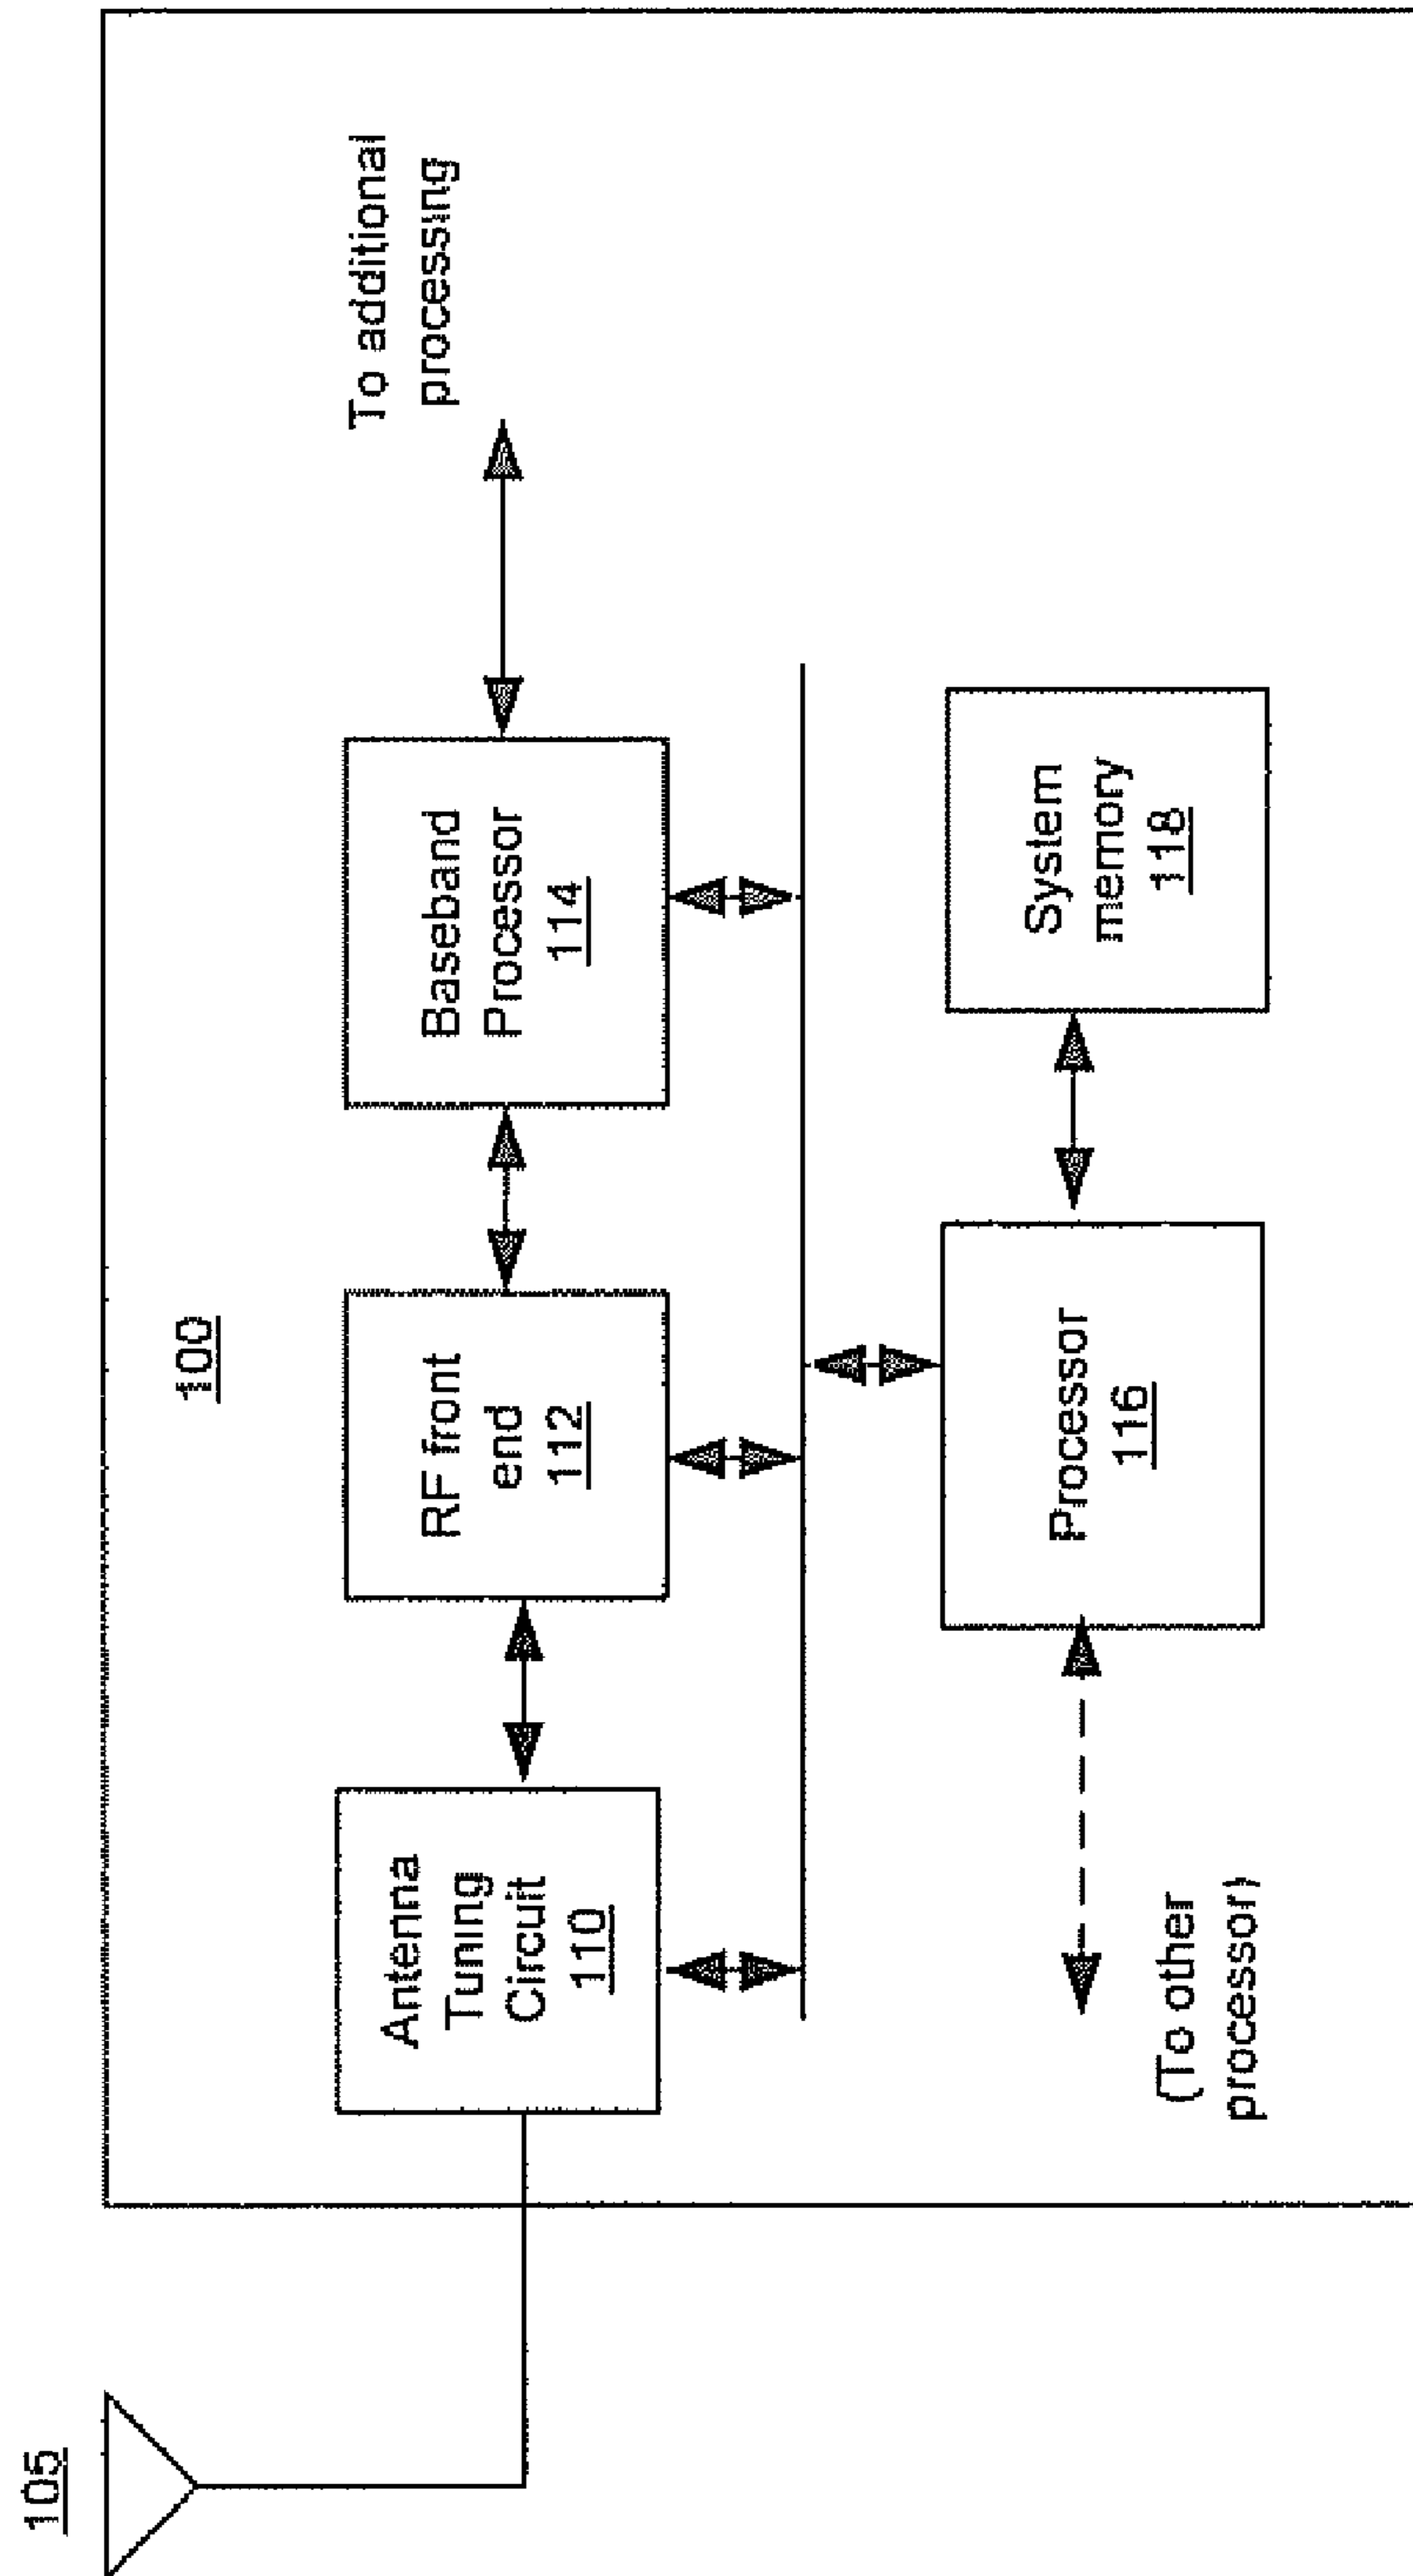 105
100
Antenna
Tuning
Circuit
110
RF front
end
112
Baseband
Processor
114
To additional
processing
(To other
processor)
Processor
116
System
memory
118